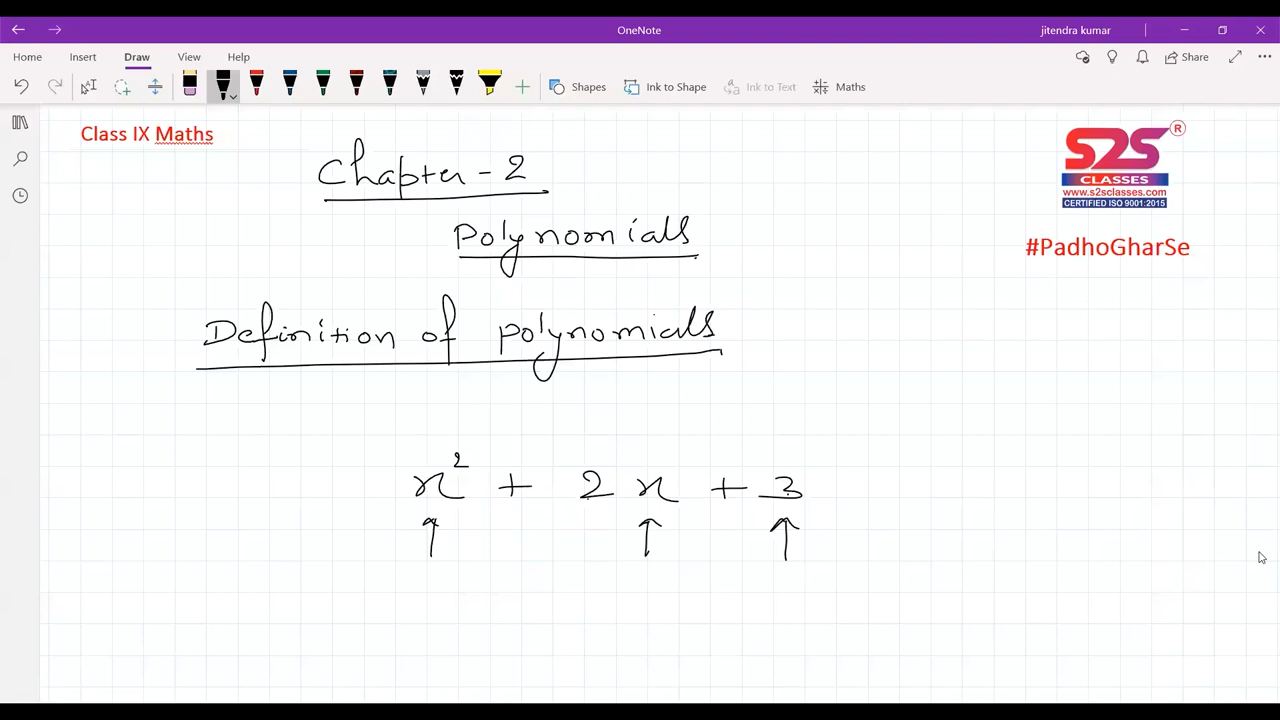 OneNote
jitendra kumar
Home Insert Draw View Help
Share
Shapes Ink to Shape Ink to Text Maths
Class IX Maths
Chapter - 2
Polynomials
Definition of polynomials
x² + 2x + 3
S2S ®
CLASSES
www.s2sclasses.com
CERTIFIED ISO 9001:2015
#PadhoGharSe